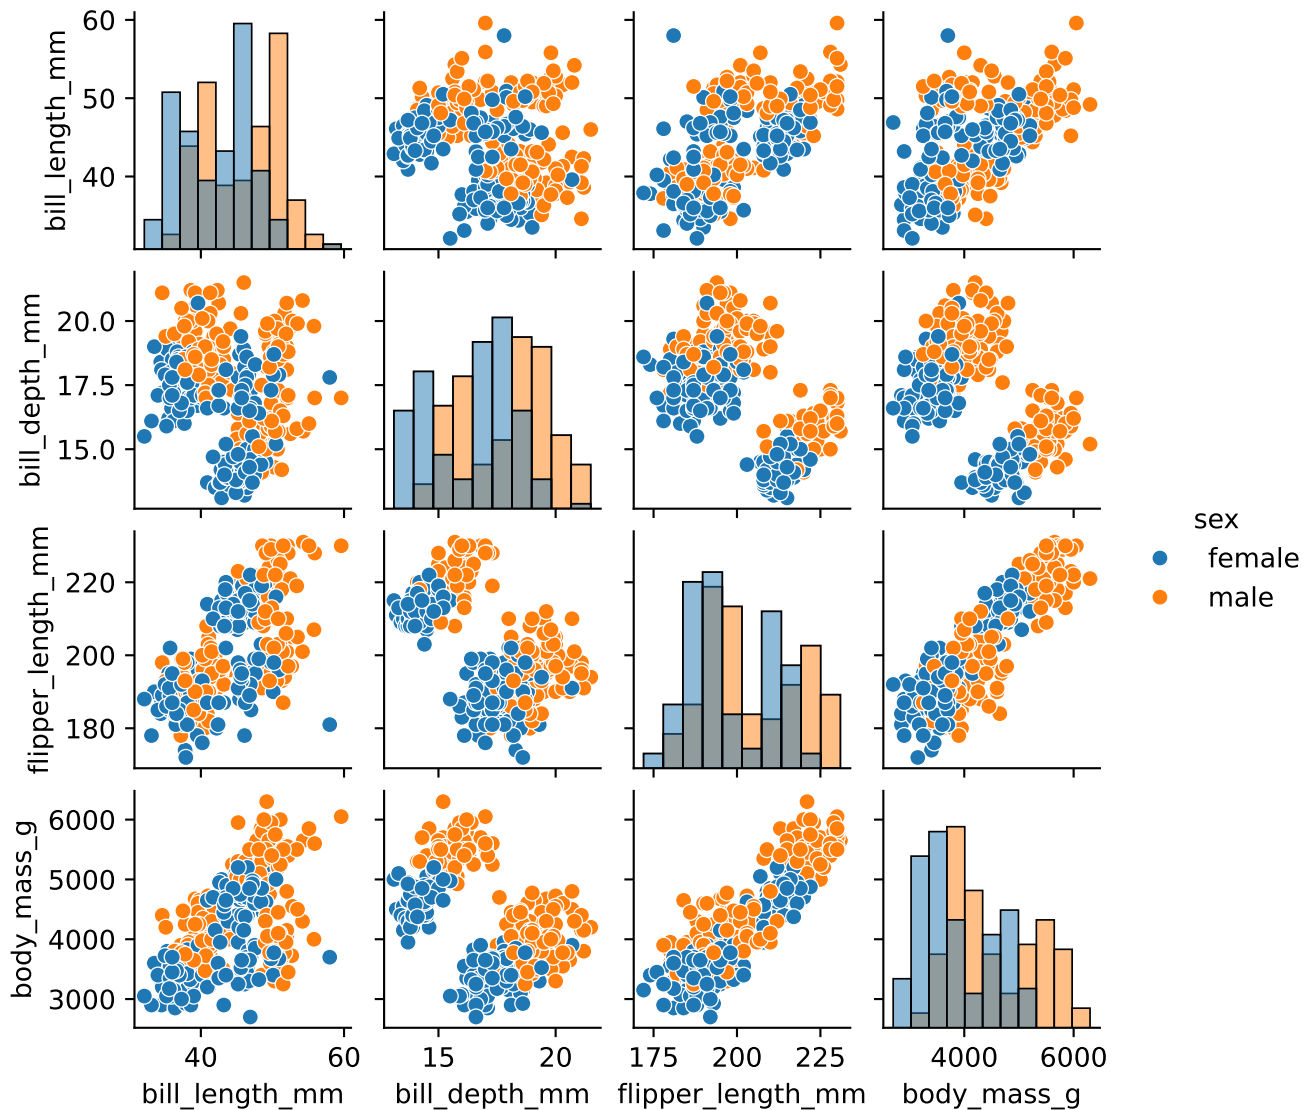 60
50
40
bill_length_mm
20.0
17.5
15.0
bill_depth_mm
220
200
180
flipper_length_mm
6000
5000
4000
3000
body_mass_g
40 60
bill_length_mm
15 20
bill_depth_mm
175 200 225
flipper_length_mm
4000 6000
body_mass_g
sex
female
male